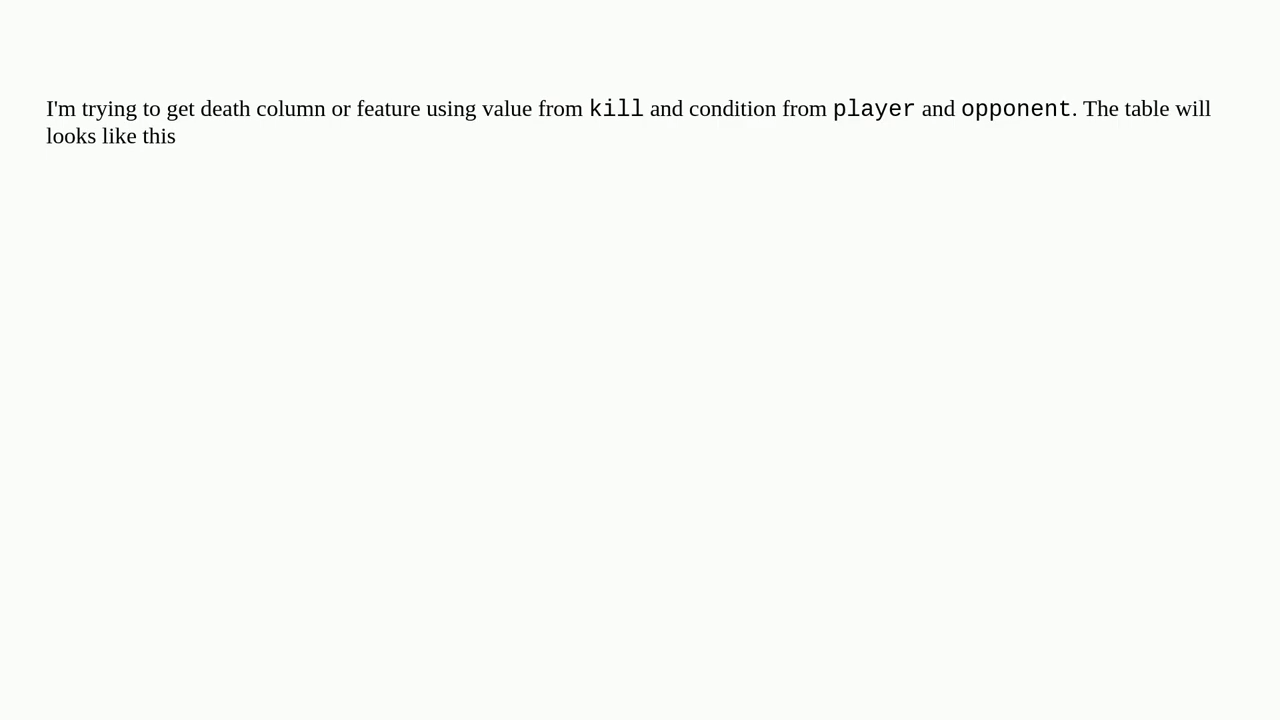 I'm trying to get death column or feature using value from kill and condition from player and opponent. The table will
looks like this